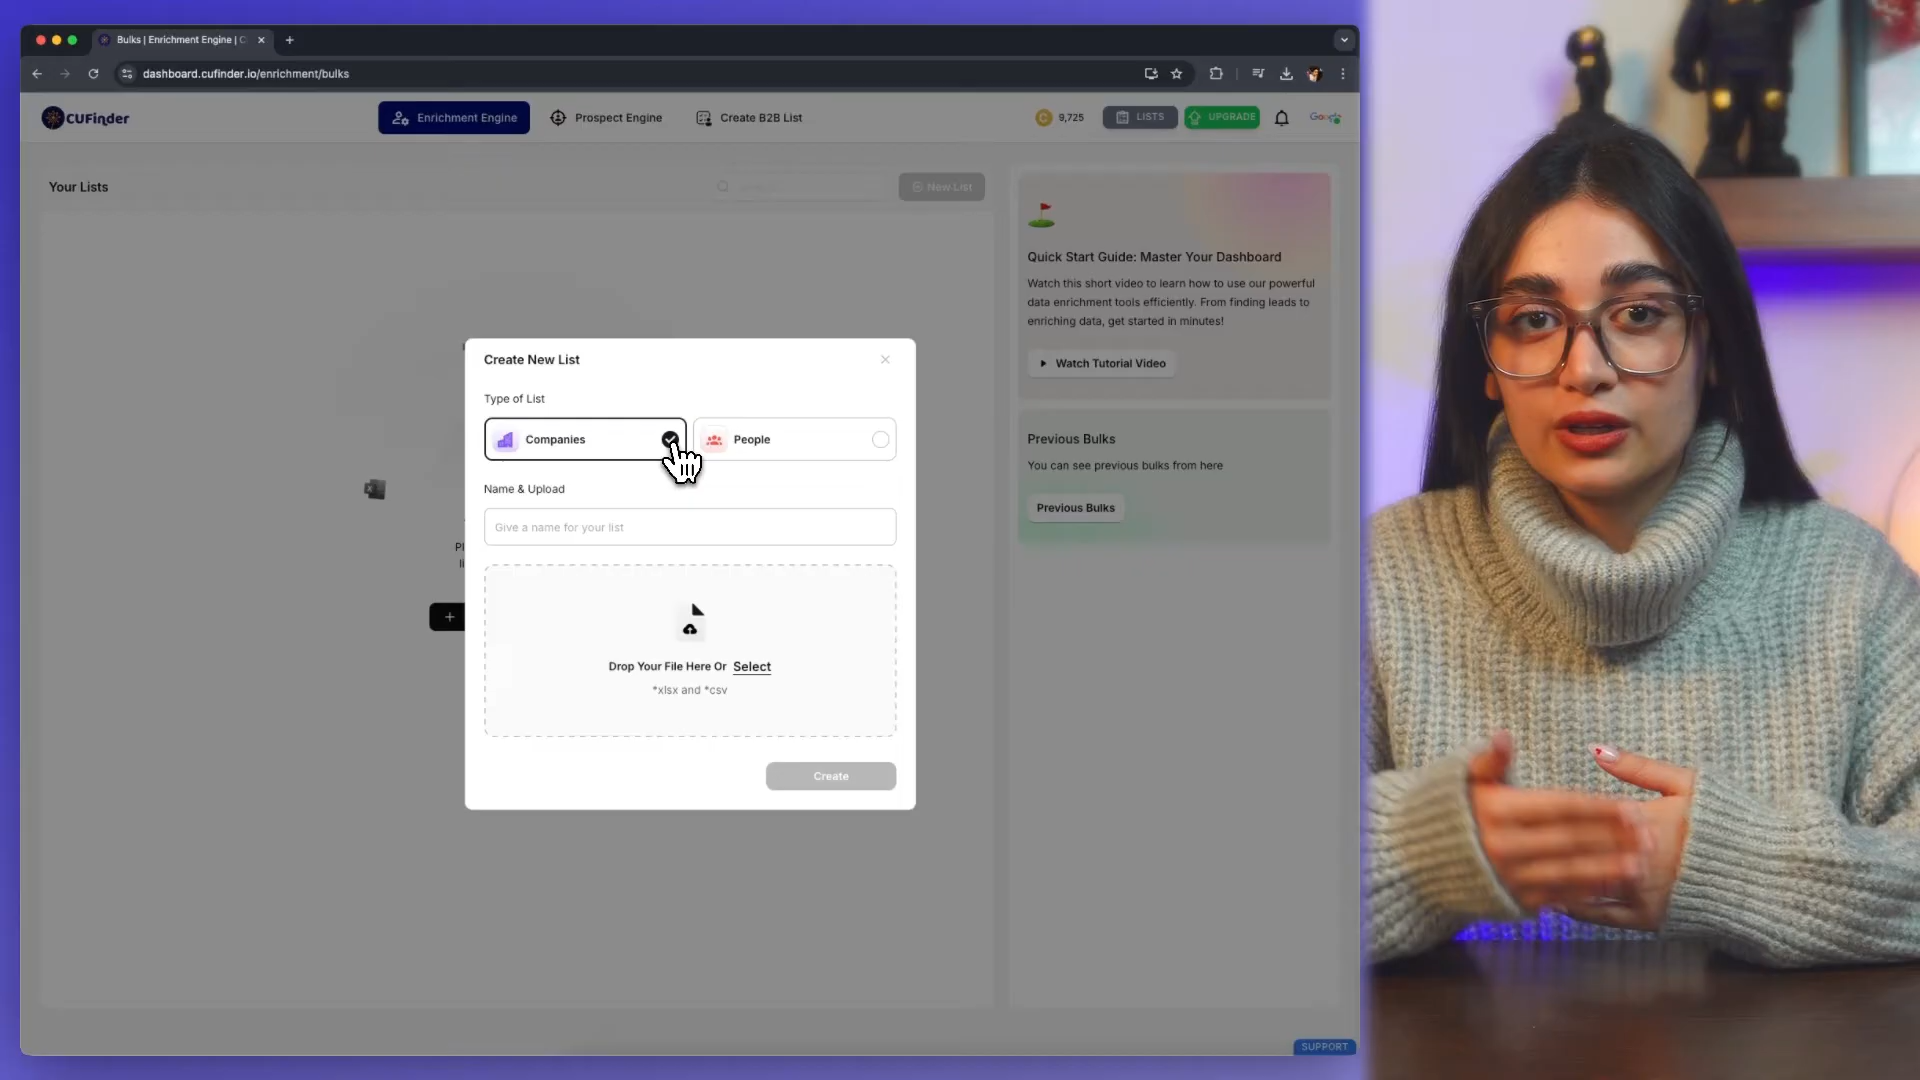 Bulks | Enrichment Engine |
dashboard.cufinder.io/enrichment/bulks
CUFinder
Enrichment Engine
Prospect Engine
Create B2B List
9,725
LISTS
UPGRADE
Google
Your Lists
New List
Quick Start Guide: Master Your Dashboard
Watch this short video to learn how to use our powerful
data enrichment tools efficiently. From finding leads to
enriching data, get started in minutes!
Watch Tutorial Video
Previous Bulks
You can see previous bulks from here
Previous Bulks
Create New List
Type of List
Companies
People
Name & Upload
Give a name for your list
Drop Your File Here Or Select
*xlsx and *csv
Create
SUPPORT